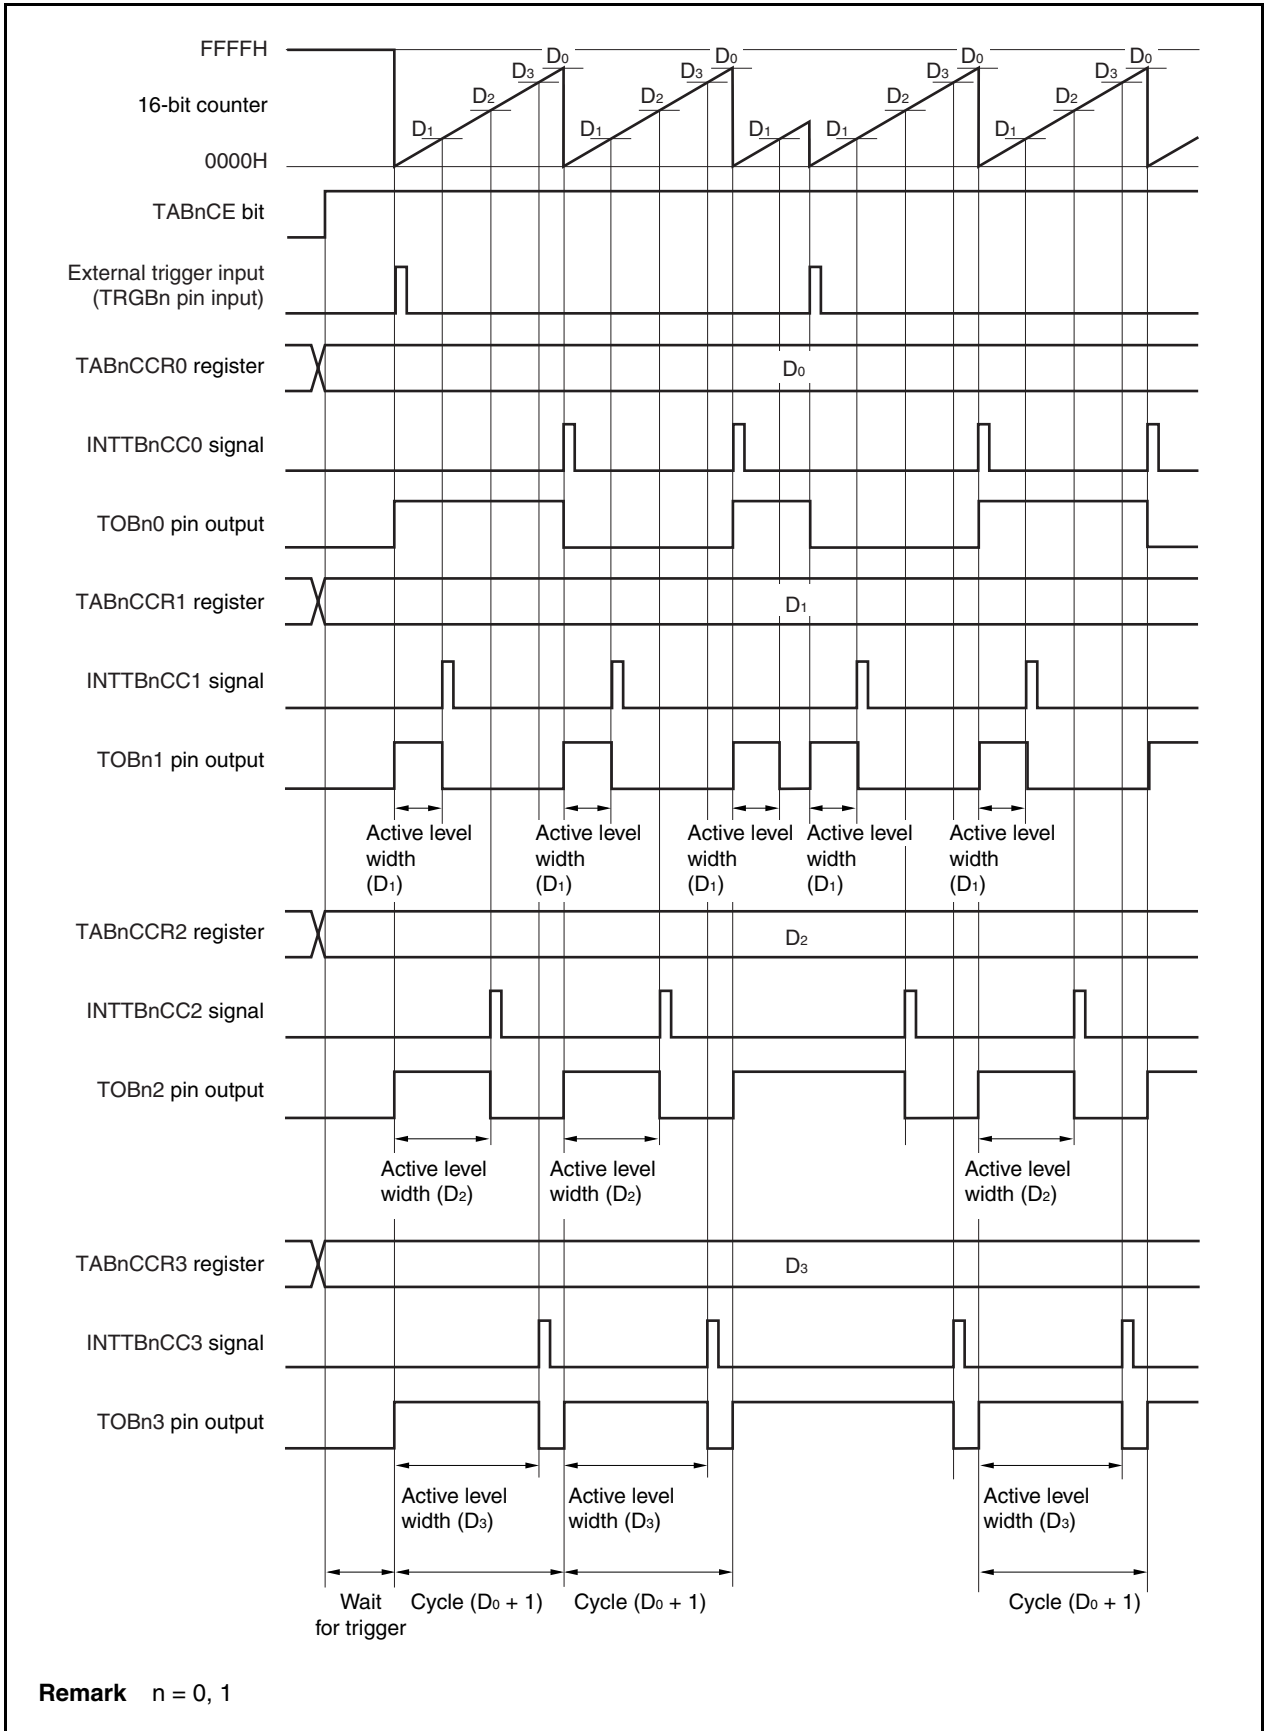 FFFFH
D0 D0 D0 D0
D3 D3 D3 D3
D2 D2 D2 D2
16-bit counter
D1 D1 D1 D1 D1
0000H
TABnCE bit
External trigger input
(TRGBn pin input)
TABnCCR0 register
D0
INTTBnCC0 signal
TOBn0 pin output
TABnCCR1 register
D1
INTTBnCC1 signal
TOBn1 pin output
Active level Active level Active level Active level Active level
width width width width width
(D1) (D1) (D1) (D1) (D1)
TABnCCR2 register
D2
INTTBnCC2 signal
TOBn2 pin output
Active level Active level Active level
width (D2) width (D2) width (D2)
TABnCCR3 register
D3
INTTBnCC3 signal
TOBn3 pin output
Active level Active level Active level
width (D3) width (D3) width (D3)
Wait Cycle (D0 + 1) Cycle (D0 + 1) Cycle (D0 + 1)
for trigger
Remark n = 0, 1